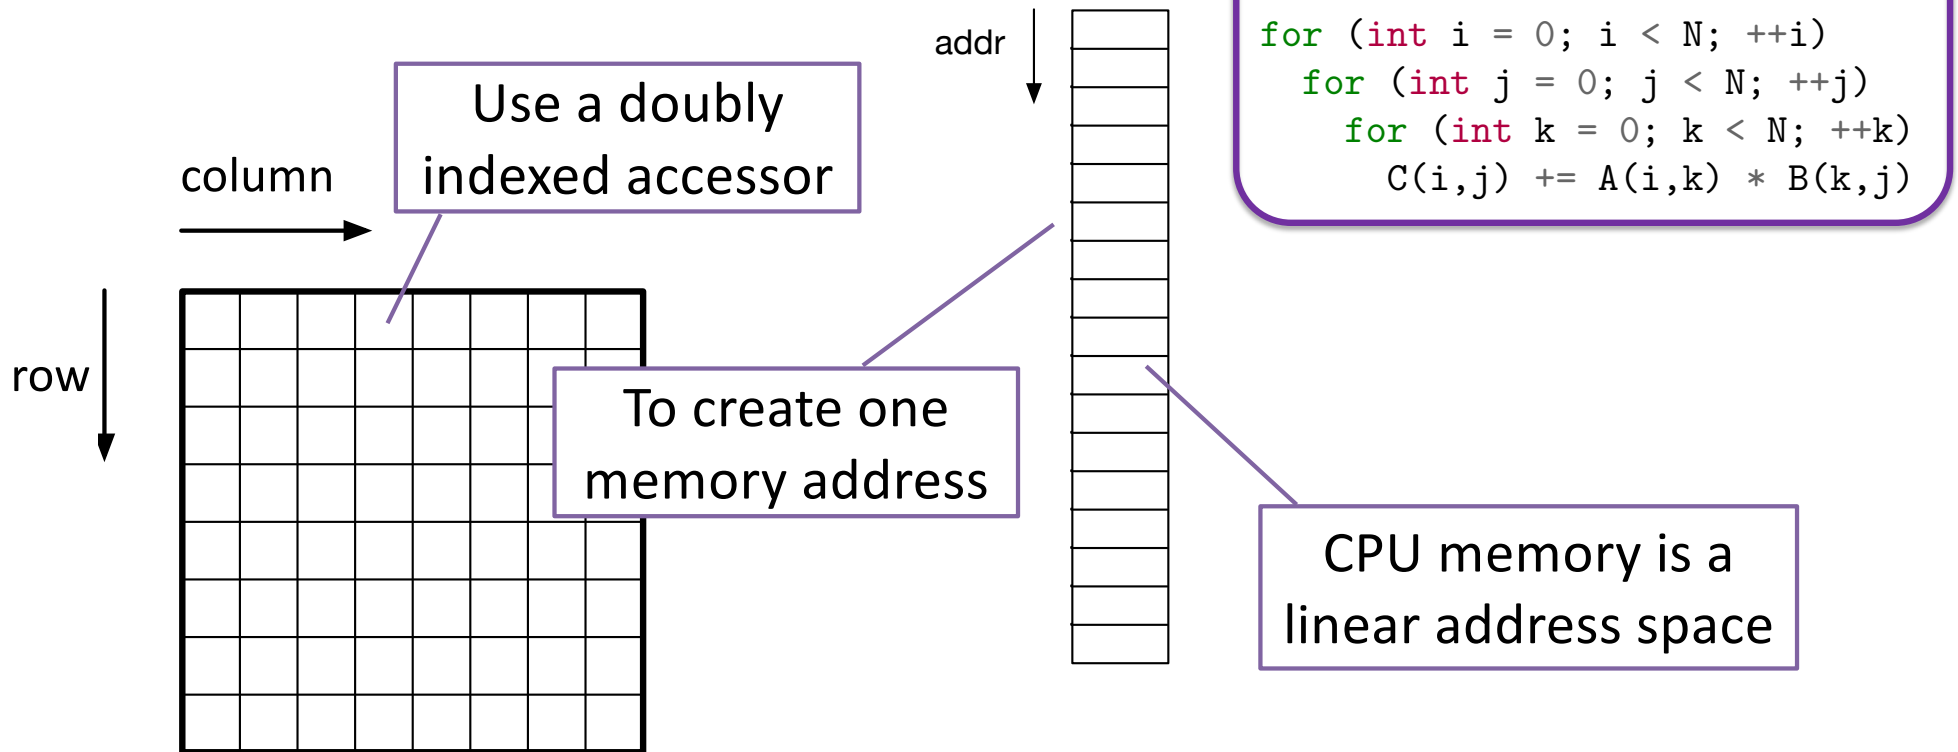 addr
for (int i = 0; i < N; ++i)
for (int j = 0; j < N; ++j)
for (int k = 0; k < N; ++k)
C(i,j) += A(i,k) * B(k,j)
Use a doubly
indexed accessor
column
row
To create one
memory address
CPU memory is a
linear address space